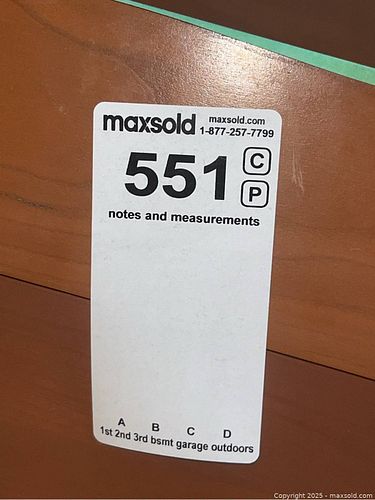 maxsold maxsold.com
1-877-257-7799
551 C
P
notes and measurements
A B C D
1st 2nd 3rd bsmt garage outdoors
Copyright 2025 - maxsold.com